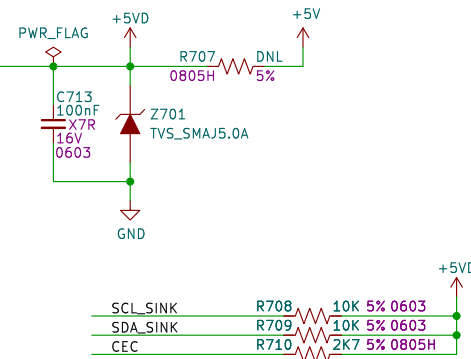 +5VD
+5V
PWR_FLAG
R707 DNL
0805H 5%
C713
100nF
X7R
16V
0603
Z701
TVS_SMAJ5.0A
GND
+5VD
SCL_SINK R708 10K 5% 0603
SDA_SINK R709 10K 5% 0603
CEC R710 2K7 5% 0805H